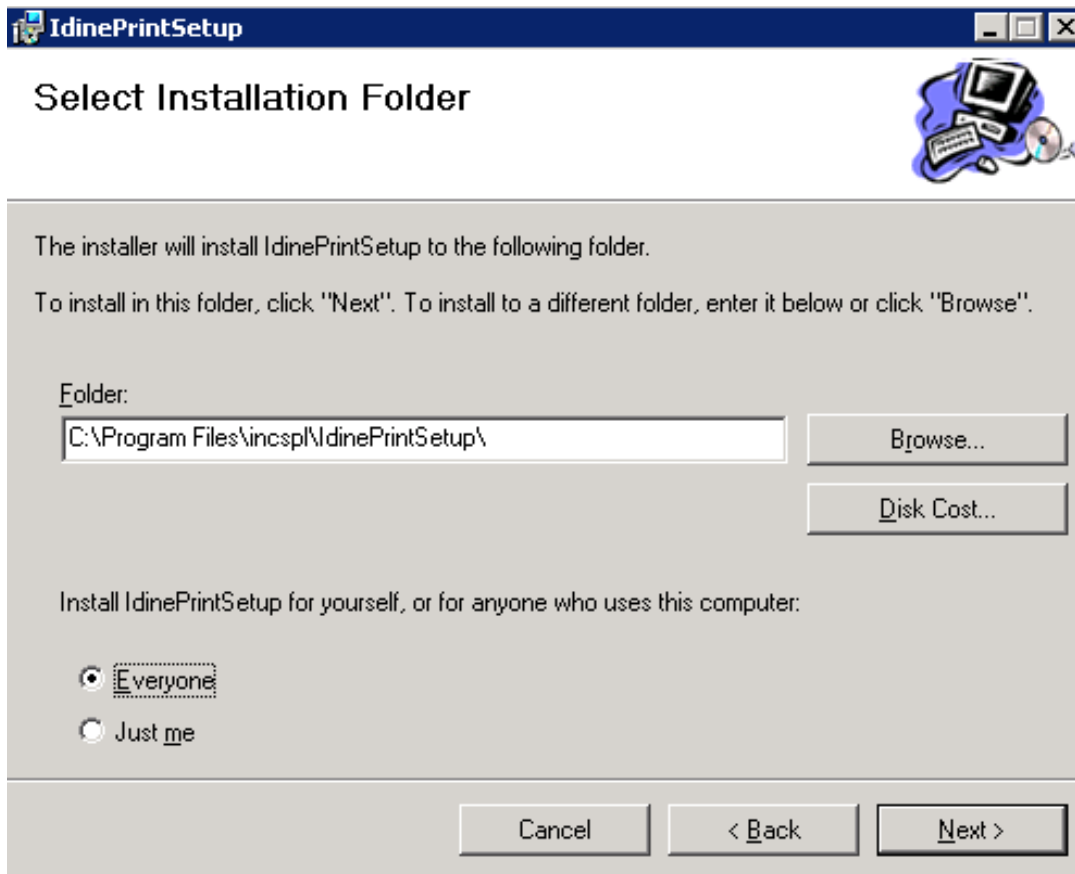 IdinePrintSetup
Select Installation Folder
The installer will install IdinePrintSetup to the following folder.
To install in this folder, click "Next". To install to a different folder, enter it below or click "Browse".
Folder:
C:\Program Files\incspl\IdinePrintSetup\
Browse...
Disk Cost...
Install IdinePrintSetup for yourself, or for anyone who uses this computer:
Everyone
Just me
Cancel
< Back
Next >